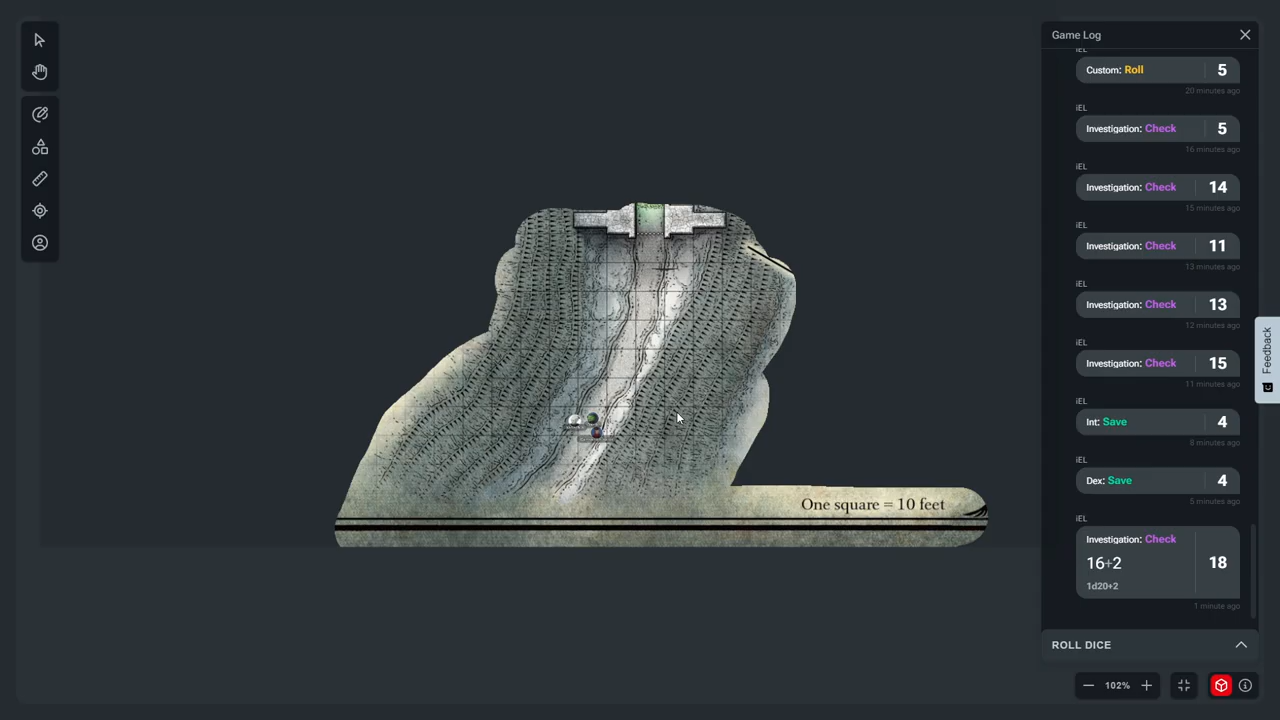 Game Log
iEL
Custom: Roll
5
20 minutes ago
iEL
Investigation: Check
5
16 minutes ago
iEL
Investigation: Check
14
15 minutes ago
iEL
Investigation: Check
11
13 minutes ago
iEL
Investigation: Check
13
12 minutes ago
iEL
Investigation: Check
15
11 minutes ago
iEL
Int: Save
4
8 minutes ago
iEL
Dex: Save
4
5 minutes ago
iEL
Investigation: Check
16+2
18
1d20+2
1 minute ago
ROLL DICE
102%
Feedback
One square = 10 feet